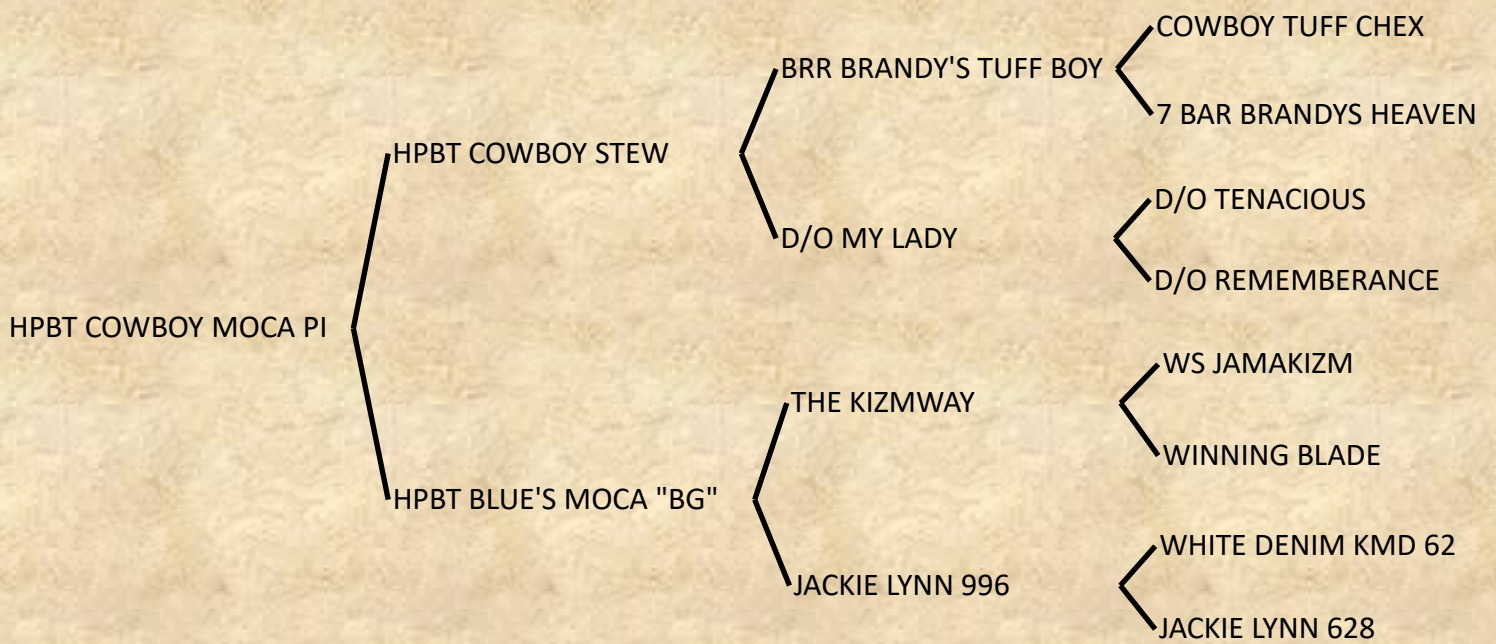 COWBOY TUFF CHEX
BRR BRANDY'S TUFF BOY
7 BAR BRANDYS HEAVEN
HPBT COWBOY STEW
D/O TENACIOUS
D/O MY LADY
D/O REMEMBERANCE
HPBT COWBOY MOCA PI
WS JAMAKIZM
THE KIZMWAY
WINNING BLADE
HPBT BLUE'S MOCA "BG"
WHITE DENIM KMD 62
JACKIE LYNN 996
JACKIE LYNN 628